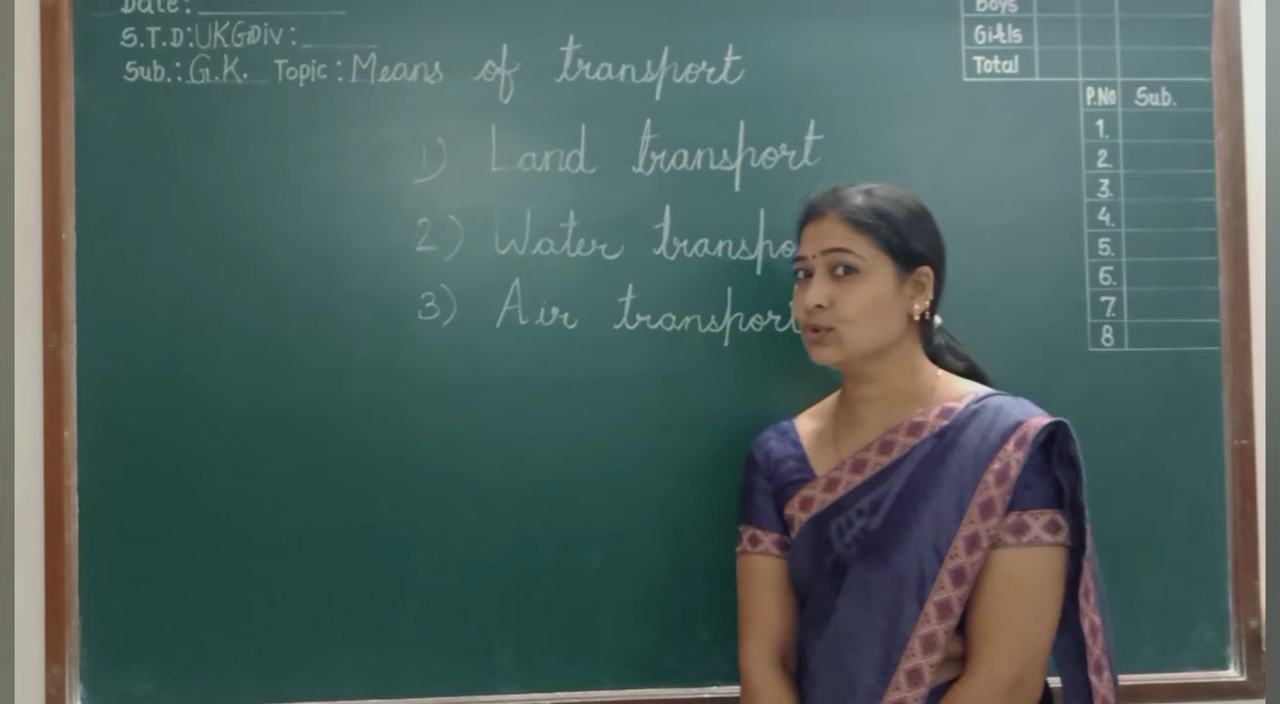 Date:
S.T.D: UKG Div:
Sub.: G.K. Topic: Means of transport
1) Land transport
2) Water transpo
3) Air transport
Boys
Girls
Total
P.No Sub.
1.
2.
3.
4.
5.
6.
7.
8